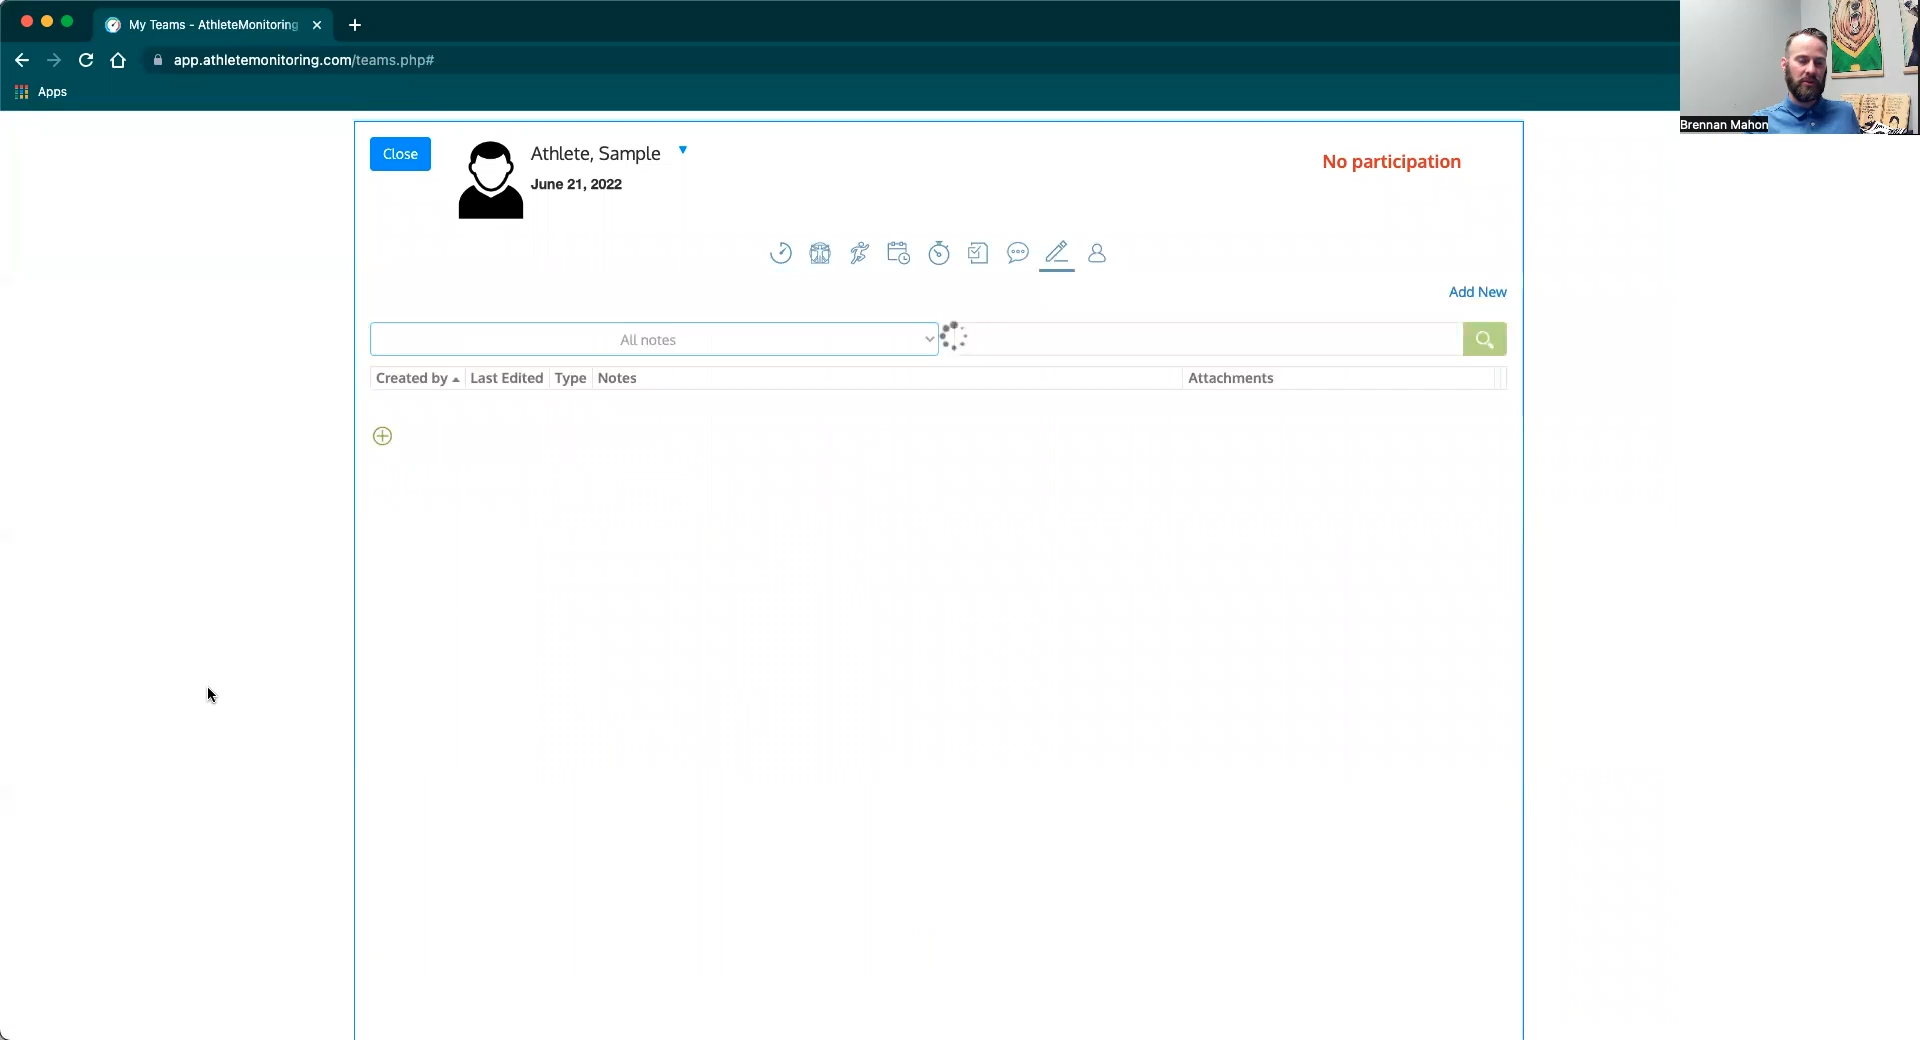 My Teams - AthleteMonitoring
app.athletemonitoring.com/teams.php#
Apps
Brennan Mahon
Close
Athlete, Sample
June 21, 2022
No participation
Add New
All notes
Created by Last Edited Type Notes Attachments